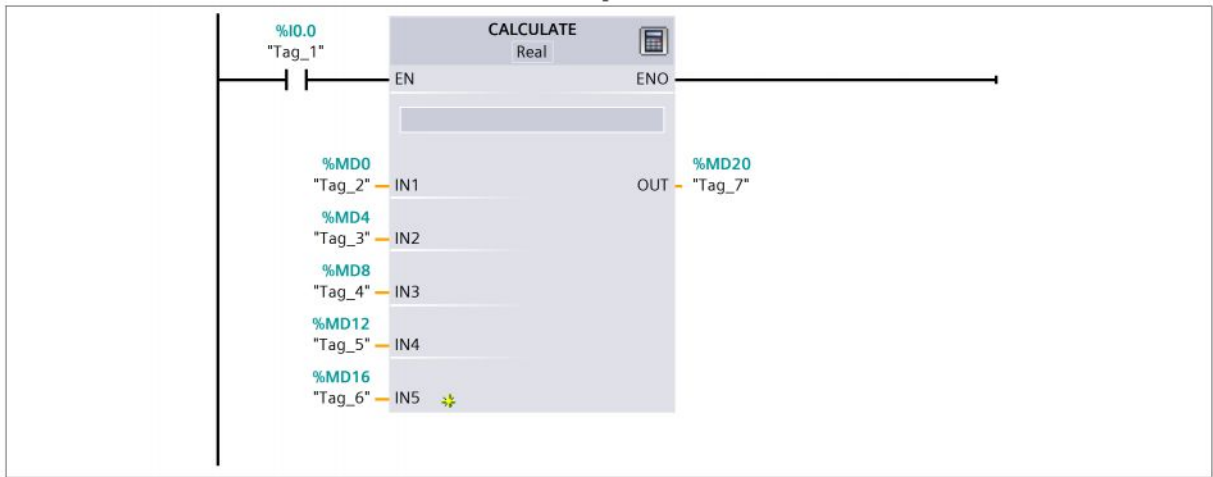 %I0.0
"Tag_1"
CALCULATE
Real
EN
ENO
%MD0
"Tag_2"
IN1
OUT
%MD20
"Tag_7"
%MD4
"Tag_3"
IN2
%MD8
"Tag_4"
IN3
%MD12
"Tag_5"
IN4
%MD16
"Tag_6"
IN5